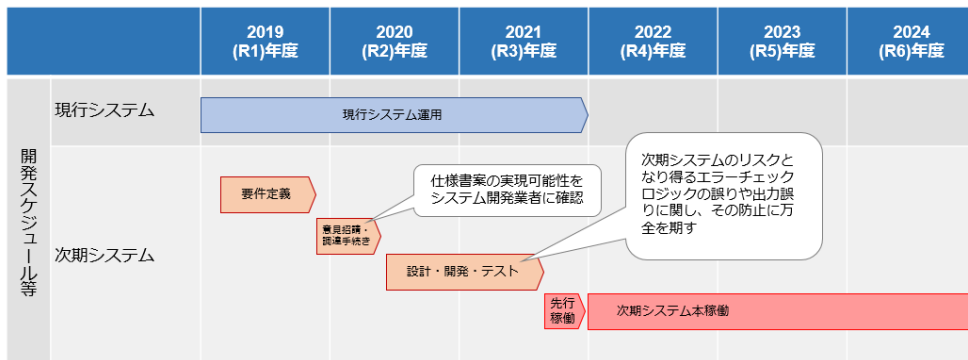 2019
(R1)年度
2020
(R2)年度
2021
(R3)年度
2022
(R4)年度
2023
(R5)年度
2024
(R6)年度
開発スケジュール等
現行システム
現行システム運用
次期システム
要件定義
意見招請・
調達手続き
仕様書案の実現可能性を
システム開発業者に確認
設計・開発・テスト
次期システムのリスクと
なり得るエラーチェック
ロジックの誤りや出力誤
りに関し、その防止に万
全を期す
先行
稼働
次期システム本稼働